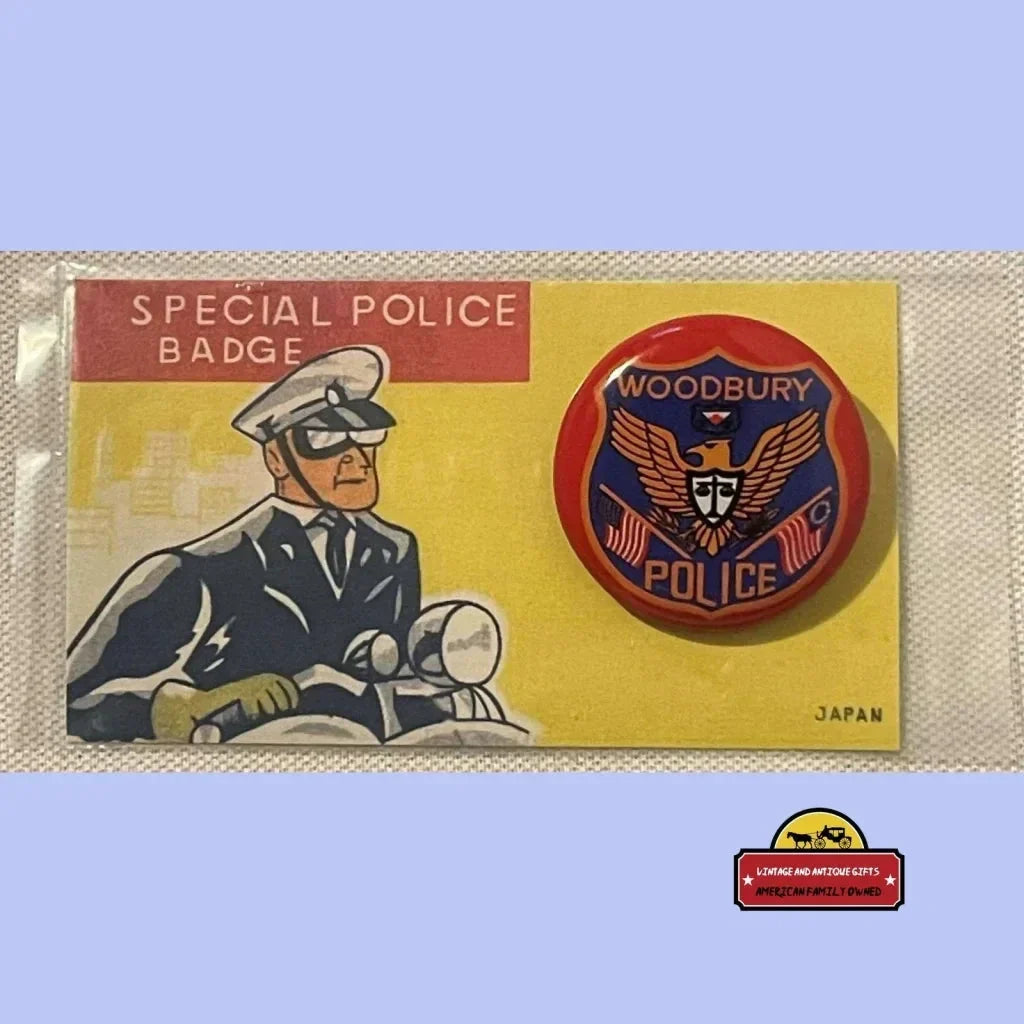 SPECIAL POLICE
BADGE
WOODBURY
POLICE
JAPAN
VINTAGE AND ANTIQUE GIFTS
AMERICAN FAMILY OWNED